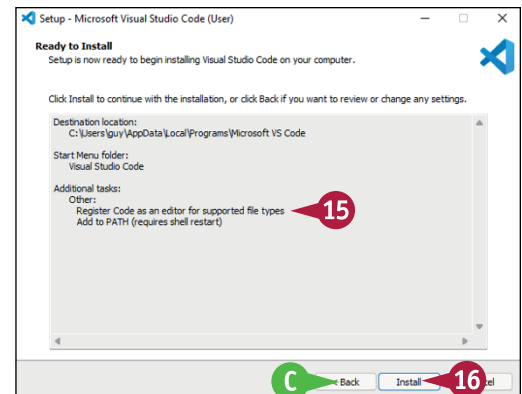 Setup - Microsoft Visual Studio Code (User)
Ready to Install
Setup is now ready to begin installing Visual Studio Code on your computer.
Click Install to continue with the installation, or click Back if you want to review or change any settings.
Destination location:
C:\Users\guy\AppData\Local\Programs\Microsoft VS Code
Start Menu folder:
Visual Studio Code
Additional tasks:
Other:
Register Code as an editor for supported file types 15
Add to PATH (requires shell restart)
C Back Install 16